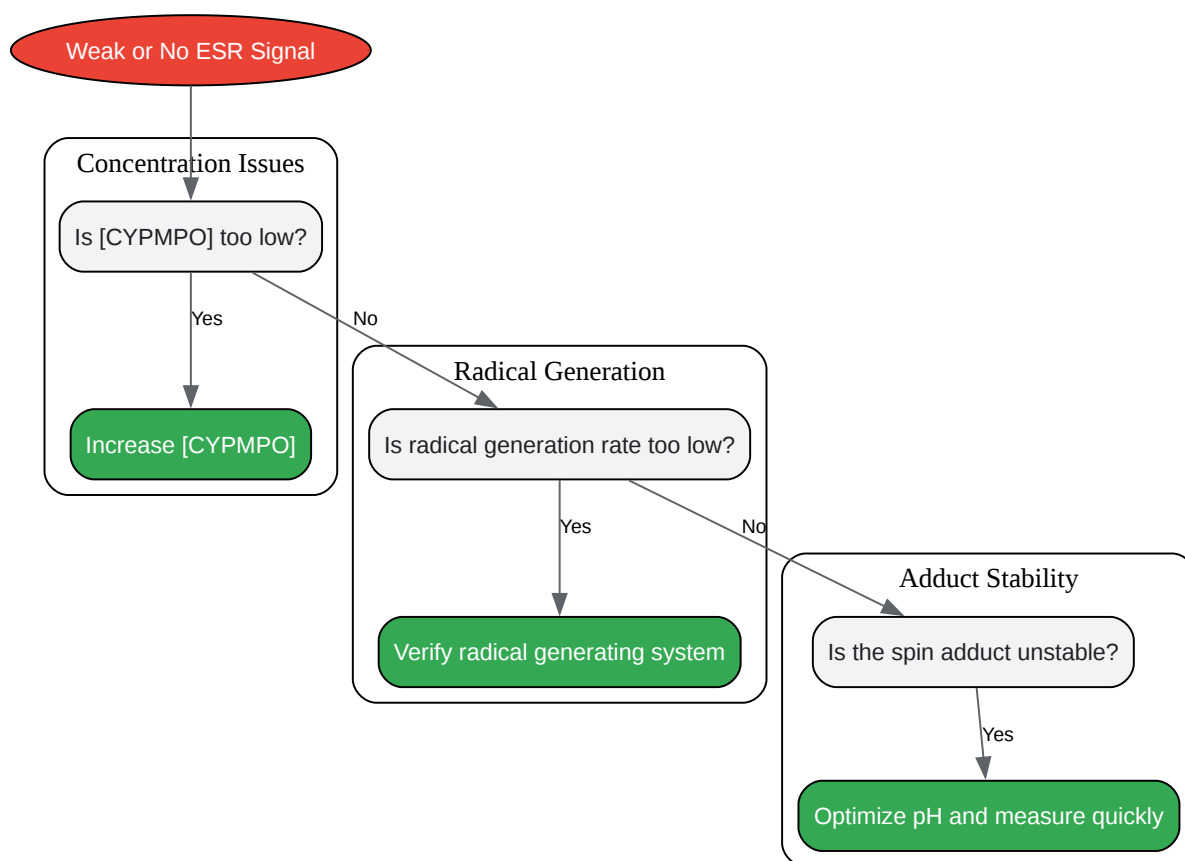 Weak or No ESR Signal
Concentration Issues
Is [CYPMPO] too low?
Yes
No
Increase [CYPMPO]
Radical Generation
Is radical generation rate too low?
Yes
No
Verify radical generating system
Adduct Stability
Is the spin adduct unstable?
Yes
Optimize pH and measure quickly